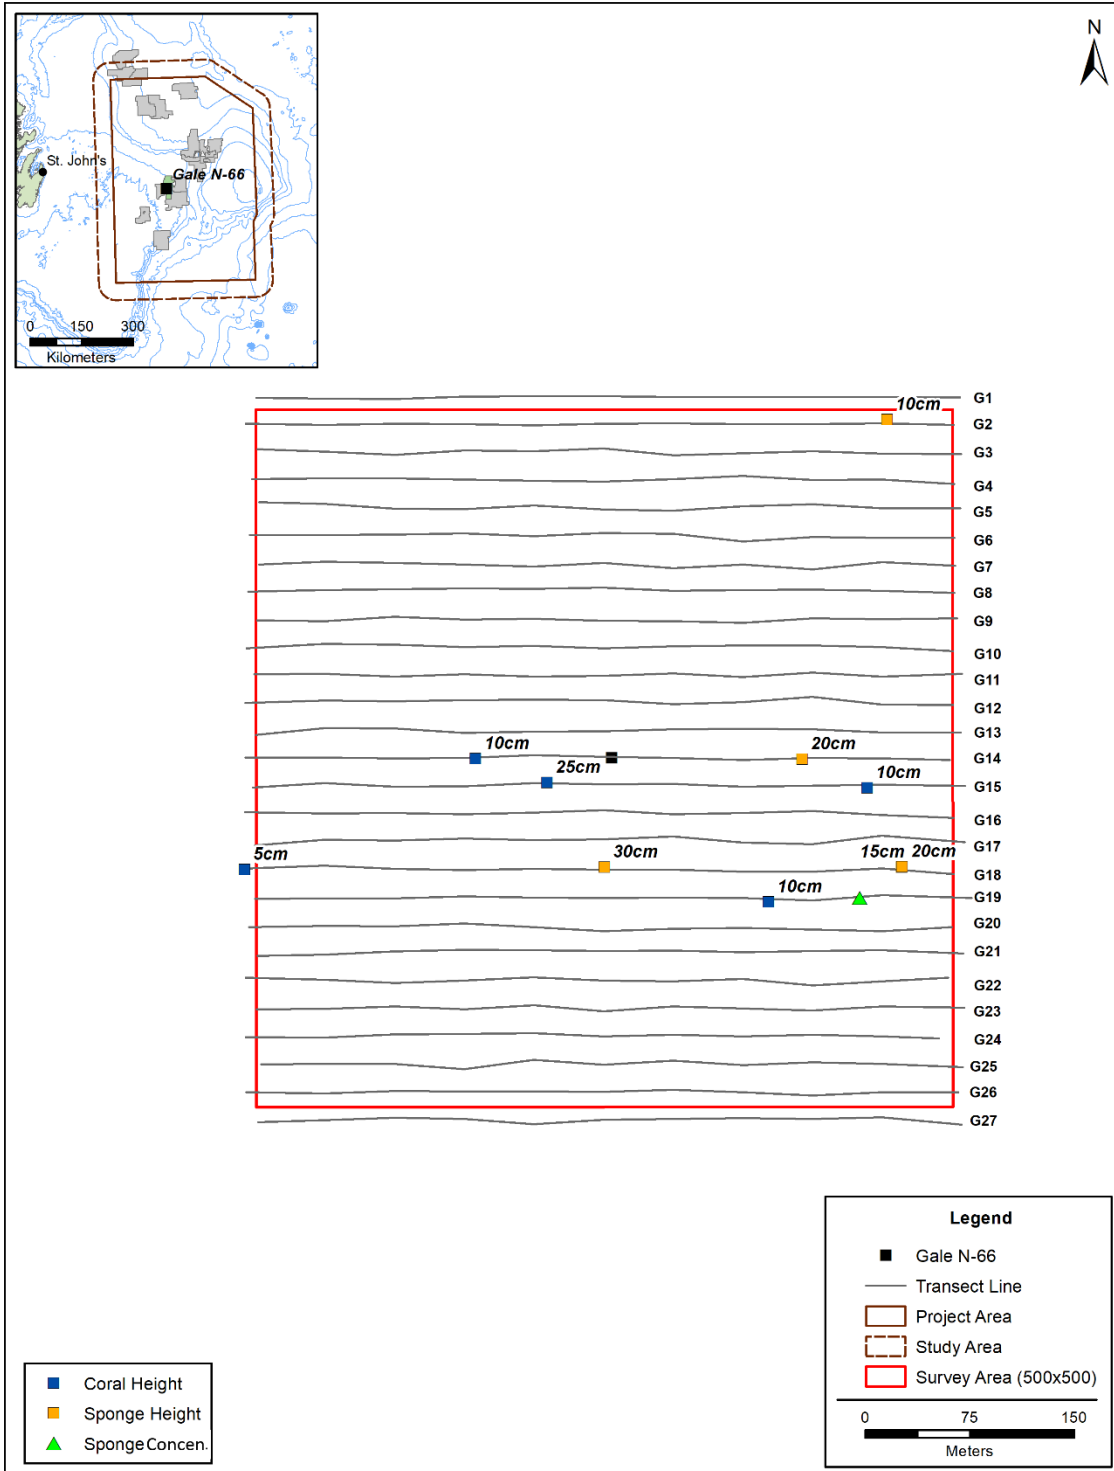 N
St. John's
Gale N-66
0 150 300
Kilometers
G1
10cm
G2
G3
G4
G5
G6
G7
G8
G9
G10
G11
G12
G13
10cm 20cm
G14
25cm 10cm
G15
G16
G17
5cm 30cm 15cm 20cm
G18
10cm
G19
G20
G21
G22
G23
G24
G25
G26
G27
Legend
Gale N-66
Transect Line
Project Area
Study Area
Survey Area (500x500)
0 75 150
Meters
Coral Height
Sponge Height
Sponge Concen.